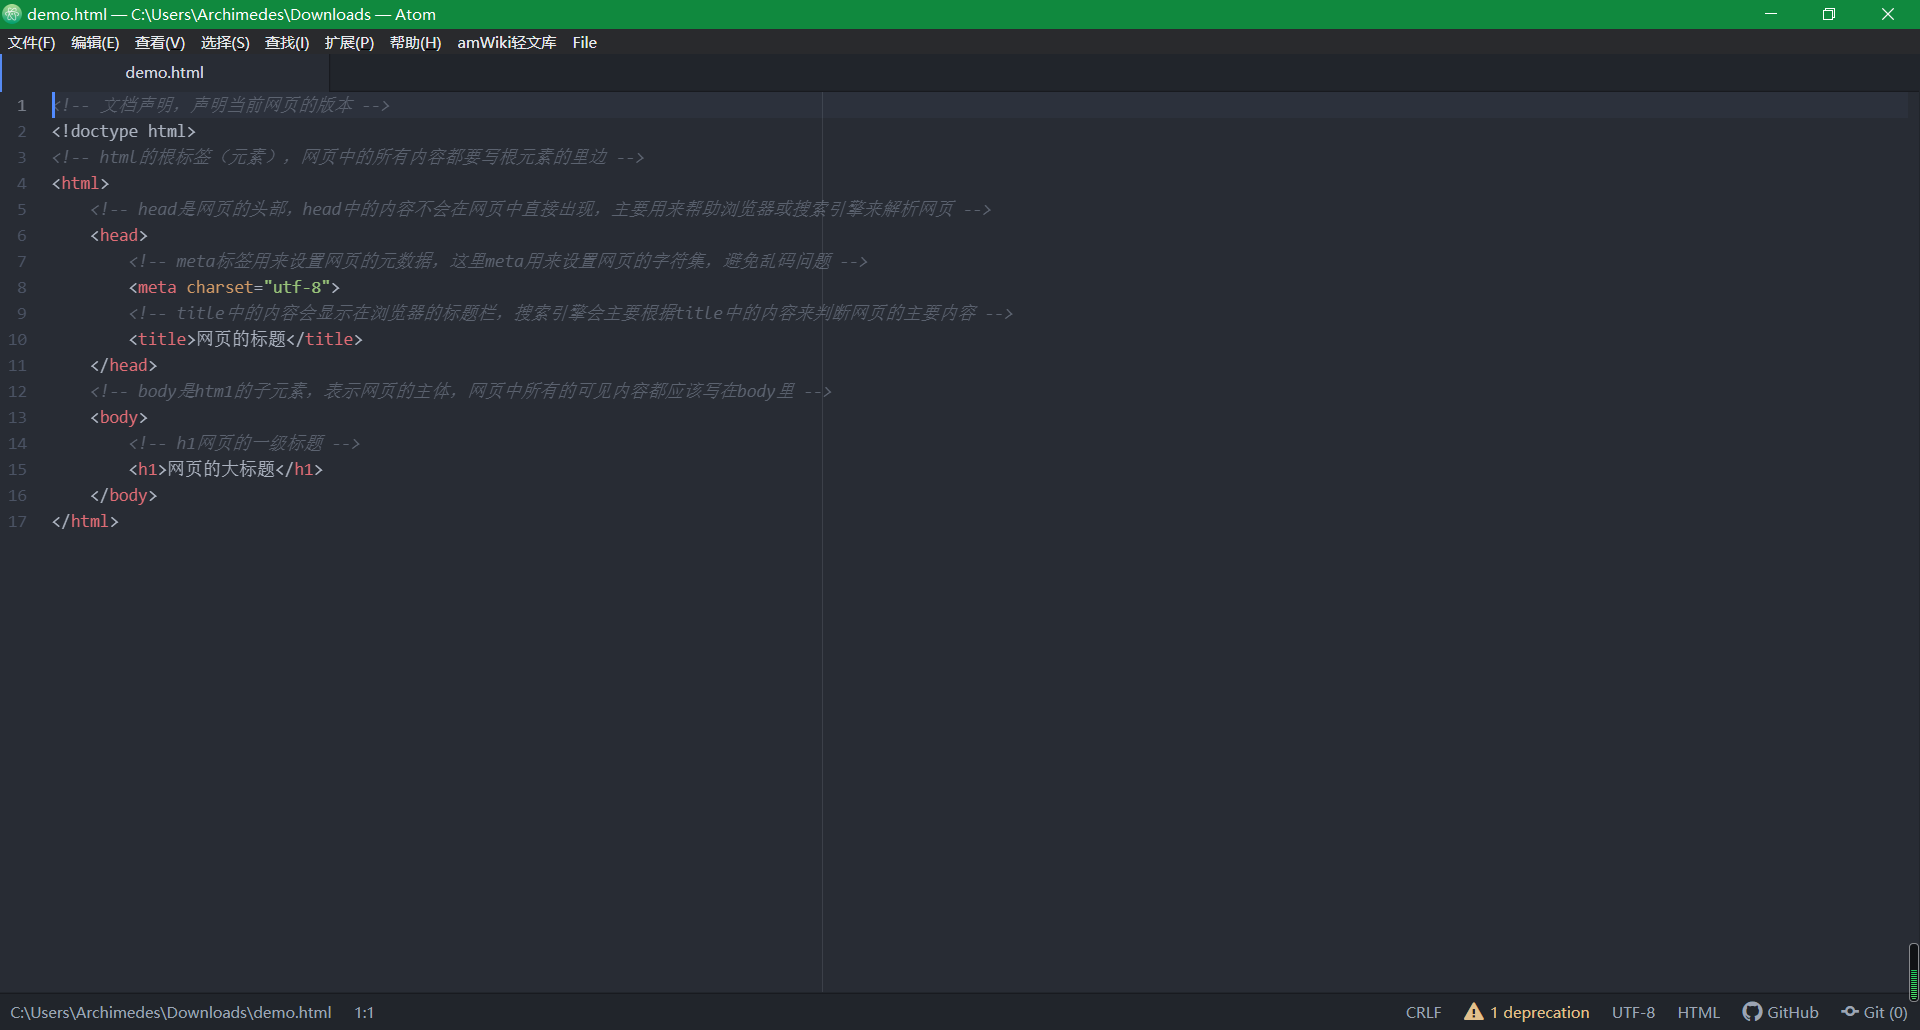 demo.html — C:\Users\Archimedes\Downloads — Atom
文件(F) 编辑(E) 查看(V) 选择(S) 查找(I) 扩展(P) 帮助(H) amWiki轻文库 File
demo.html
1 <!-- 文档声明，声明当前网页的版本 -->
2 <!doctype html>
3 <!-- html的根标签（元素），网页中的所有内容都要写根元素的里边 -->
4 <html>
5 <!-- head是网页的头部，head中的内容不会在网页中直接出现，主要用来帮助浏览器或搜索引擎来解析网页 -->
6 <head>
7 <!-- meta标签用来设置网页的元数据，这里meta用来设置网页的字符集，避免乱码问题 -->
8 <meta charset="utf-8">
9 <!-- title中的内容会显示在浏览器的标题栏，搜索引擎会主要根据title中的内容来判断网页的主要内容 -->
10 <title>网页的标题</title>
11 </head>
12 <!-- body是htm1的子元素，表示网页的主体，网页中所有的可见内容都应该写在body里 -->
13 <body>
14 <!-- h1网页的一级标题 -->
15 <h1>网页的大标题</h1>
16 </body>
17 </html>
C:\Users\Archimedes\Downloads\demo.html 1:1 CRLF 1 deprecation UTF-8 HTML GitHub Git (0)